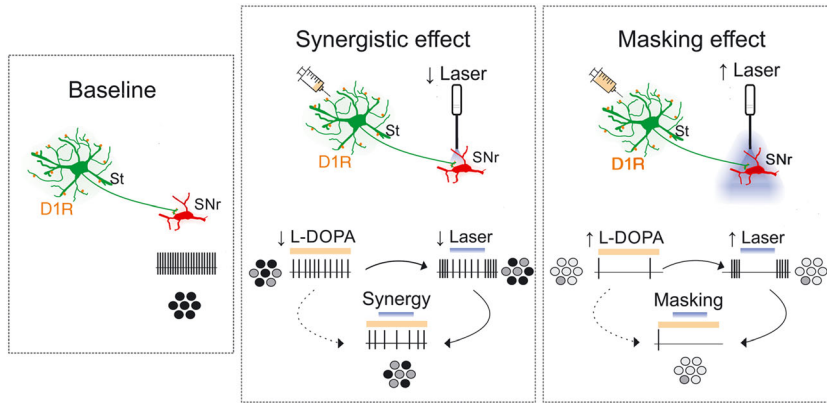 Baseline
St
D1R
SNr
Synergistic effect
↓ Laser
St
D1R
SNr
↓ L-DOPA
↓ Laser
Synergy
Masking effect
↑ Laser
St
D1R
SNr
↑ L-DOPA
↑ Laser
Masking